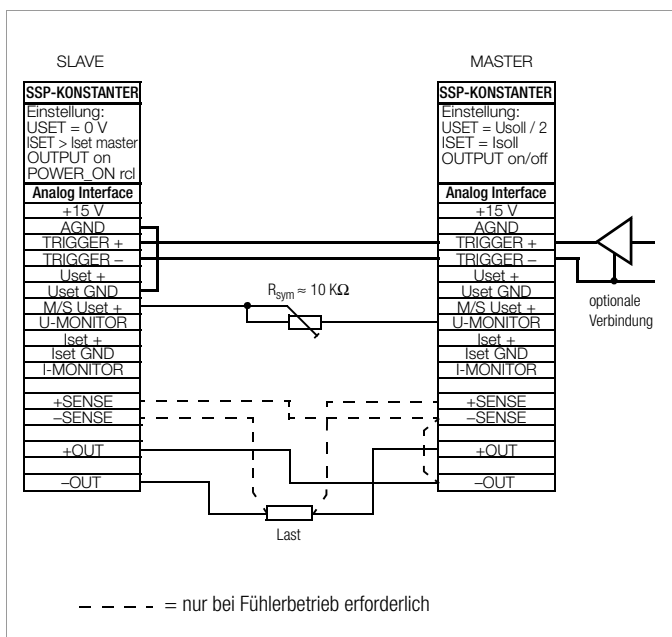 SLAVE
SSP-KONSTANTER
Einstellung:
USET = 0 V
ISET > Iset master
OUTPUT on
POWER_ON rcl
Analog Interface
+15 V
AGND
TRIGGER +
TRIGGER –
Uset +
Uset GND
M/S Uset +
U-MONITOR
Iset +
Iset GND
I-MONITOR
+SENSE
–SENSE
+OUT
–OUT
Rsym ≈ 10 KΩ
Last
MASTER
SSP-KONSTANTER
Einstellung:
USET = Usoll / 2
ISET = Isoll
OUTPUT on/off
Analog Interface
+15 V
AGND
TRIGGER +
TRIGGER –
Uset +
Uset GND
M/S Uset +
U-MONITOR
Iset +
Iset GND
I-MONITOR
+SENSE
–SENSE
+OUT
–OUT
optionale
Verbindung
= nur bei Fühlerbetrieb erforderlich